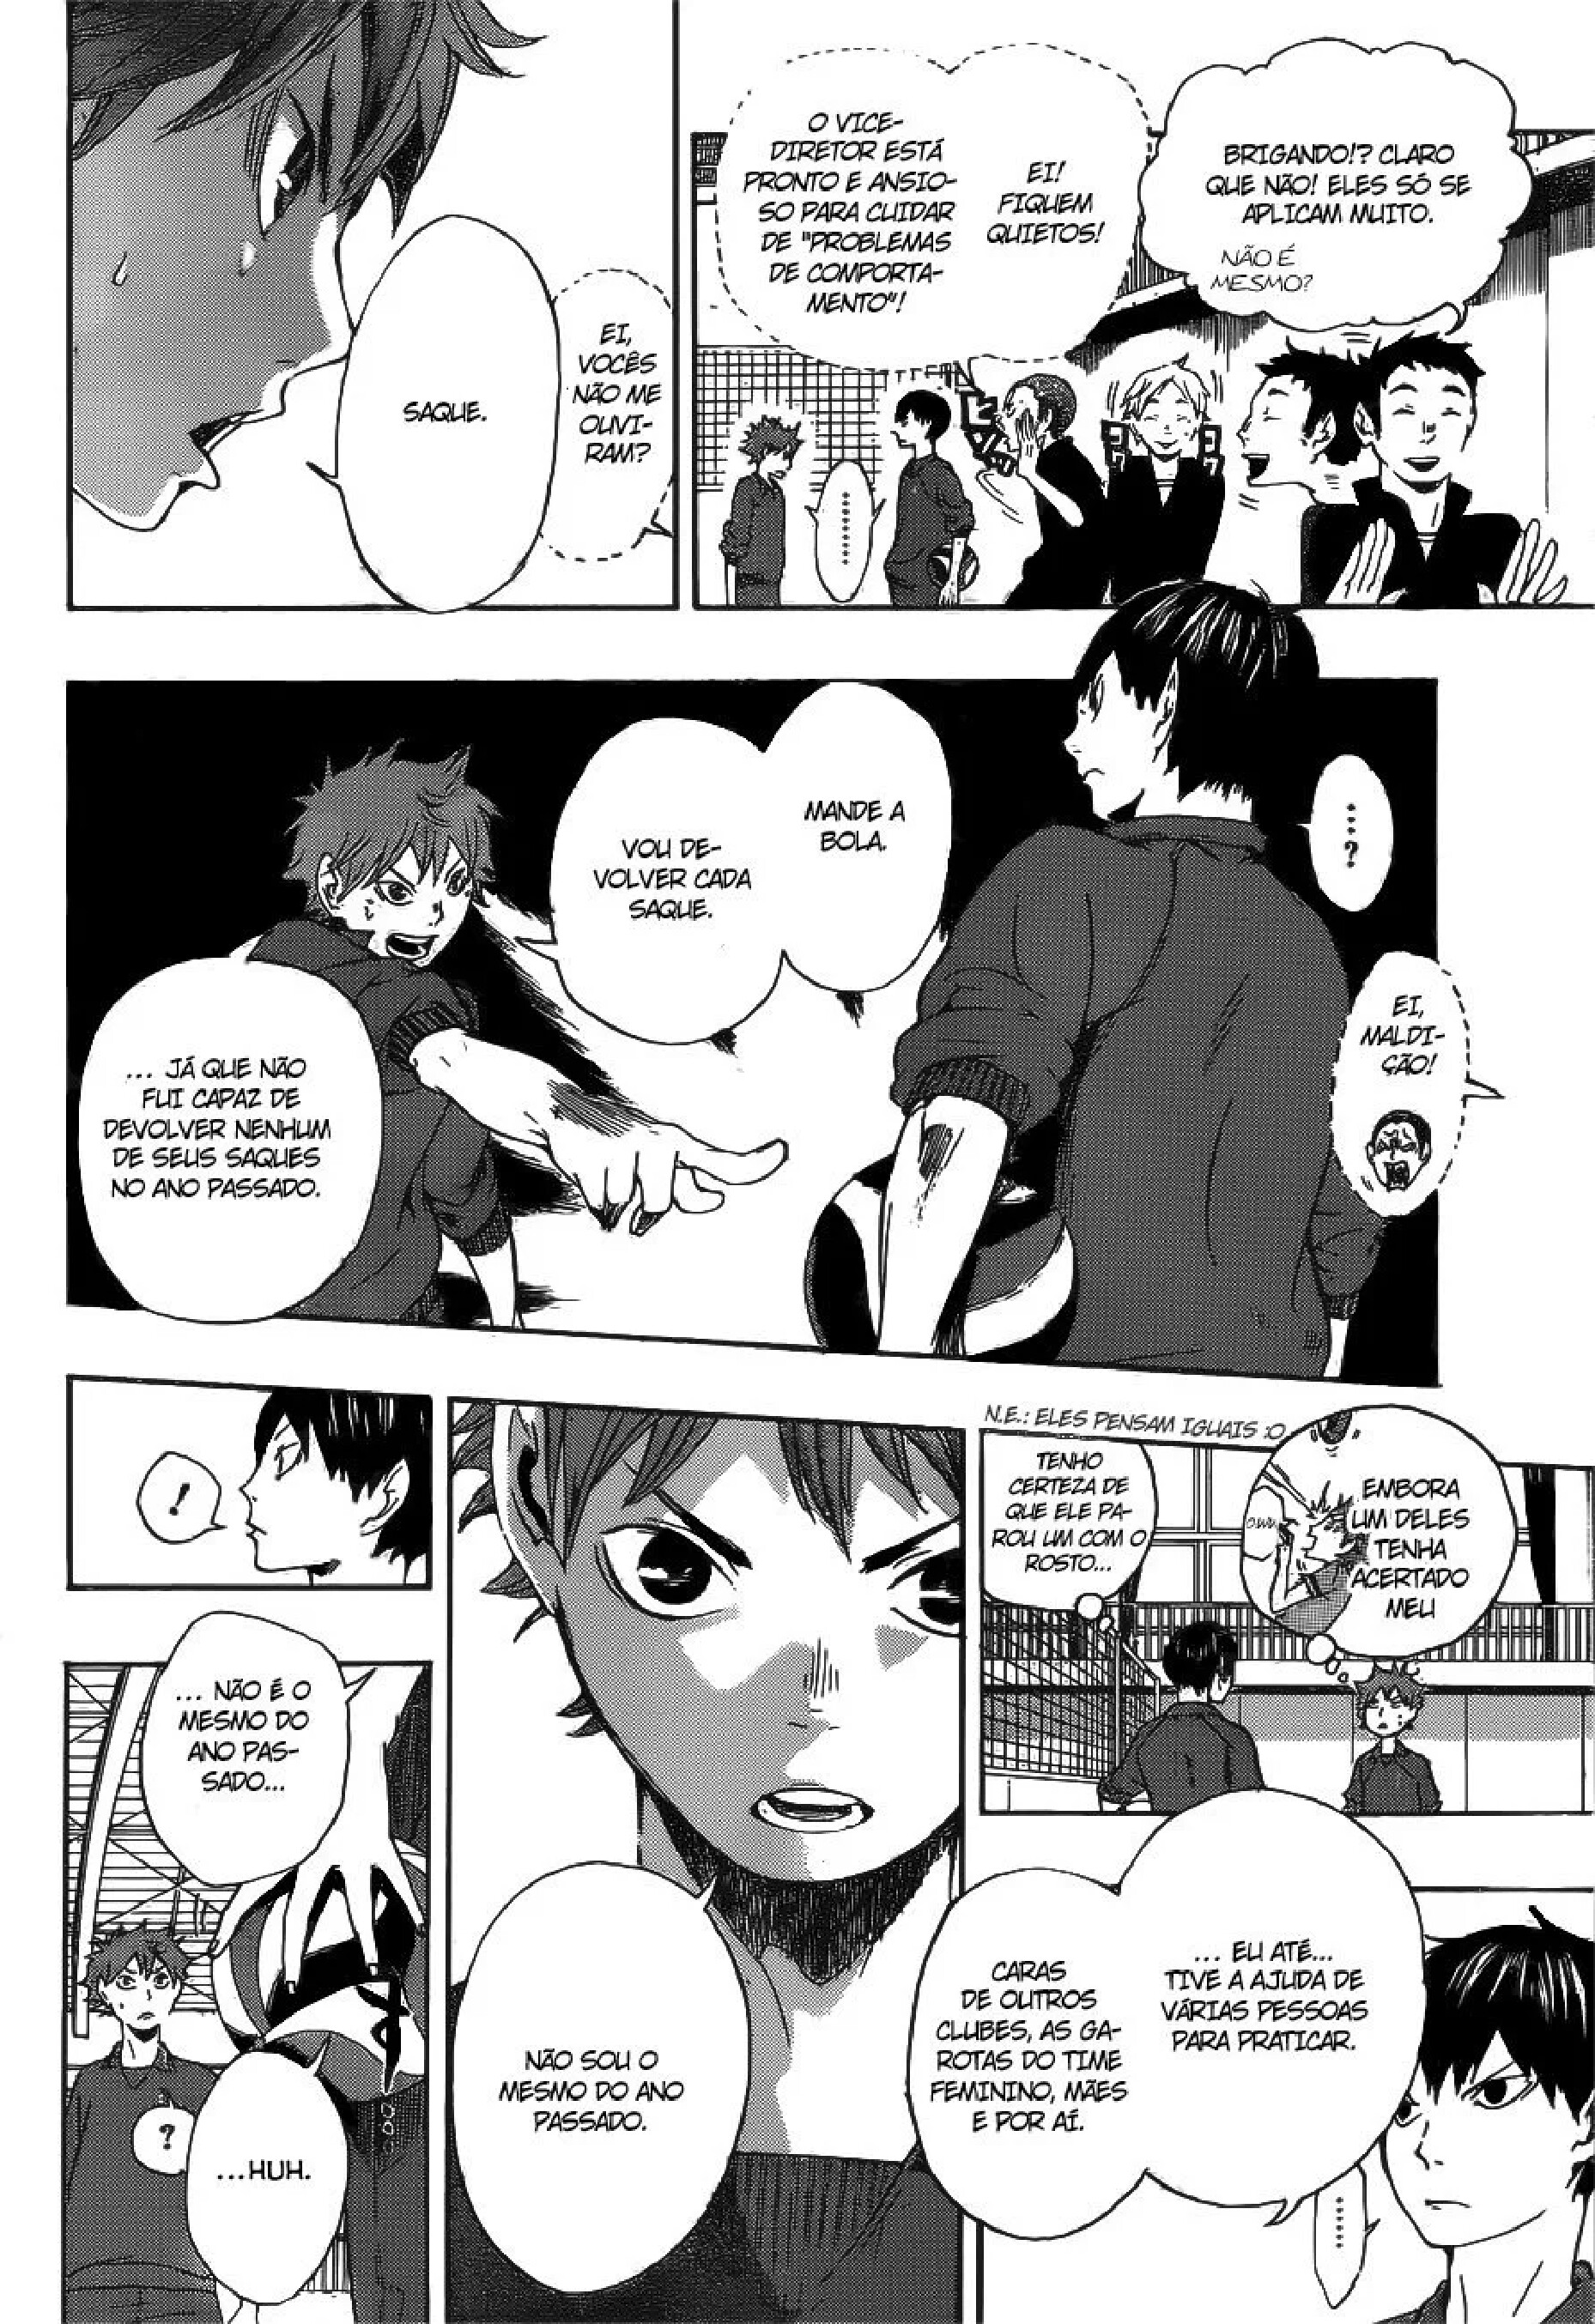 BRIGANDO!? CLARO
QUE NÃO! ELES SÓ SE
APLICAM MUITO.
NÃO É
MESMO?
EI!
FIQUEM
QUIETOS!
O VICE-
DIRETOR ESTÁ
PRONTO E ANSIO-
SO PARA CUIDAR
DE "PROBLEMAS
DE COMPORTA-
MENTO"!
.........
EI,
VOCÊS
NÃO ME
OUVI-
RAM?
SAQUE.
....?
EI,
MALDI-
ÇÃO!
MANDE A
BOLA.
VOU DE-
VOLVER CADA
SAQUE.
... JÁ QUE NÃO
FUI CAPAZ DE
DEVOLVER NENHUM
DE SEUS SAQUES
NO ANO PASSADO.
N.E.: ELES PENSAM IGUAIS :O
EMBORA
UM DELES
TENHA
ACERTADO
MEU
TENHO
CERTEZA DE
QUE ELE PA-
ROU UM COM O
ROSTO...
... EU ATÉ...
TIVE A AJUDA DE
VÁRIAS PESSOAS
PARA PRATICAR.
CARAS
DE OUTROS
CLUBES, AS GA-
ROTAS DO TIME
FEMININO, MÃES
E POR AÍ.
......
NÃO SOU O
MESMO DO ANO
PASSADO.
!
... NÃO É O
MESMO DO
ANO PAS-
SADO...
?
...HUH.